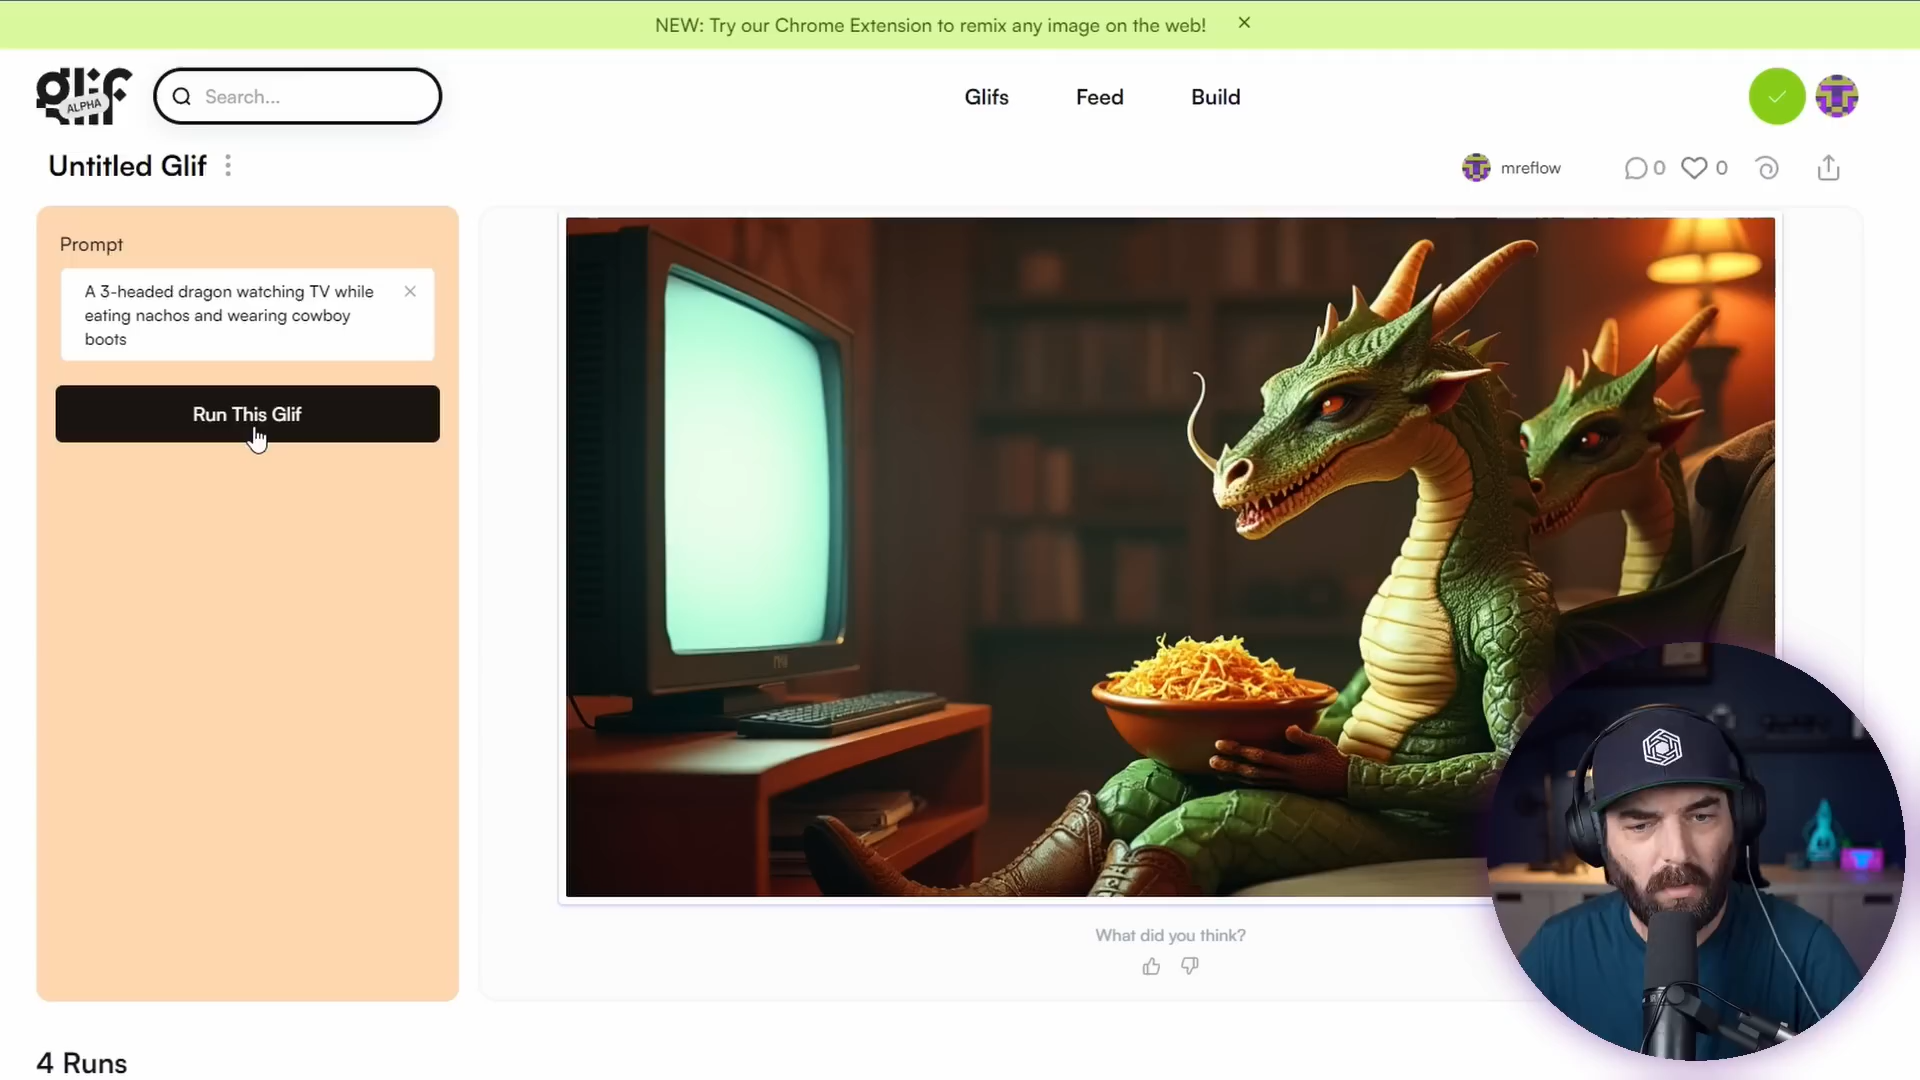 NEW: Try our Chrome Extension to remix any image on the web!
glif
ALPHA
Search...
Glifs
Feed
Build
Untitled Glif
mreflow
0
0
Prompt
A 3-headed dragon watching TV while
eating nachos and wearing cowboy
boots
Run This Glif
What did you think?
4 Runs